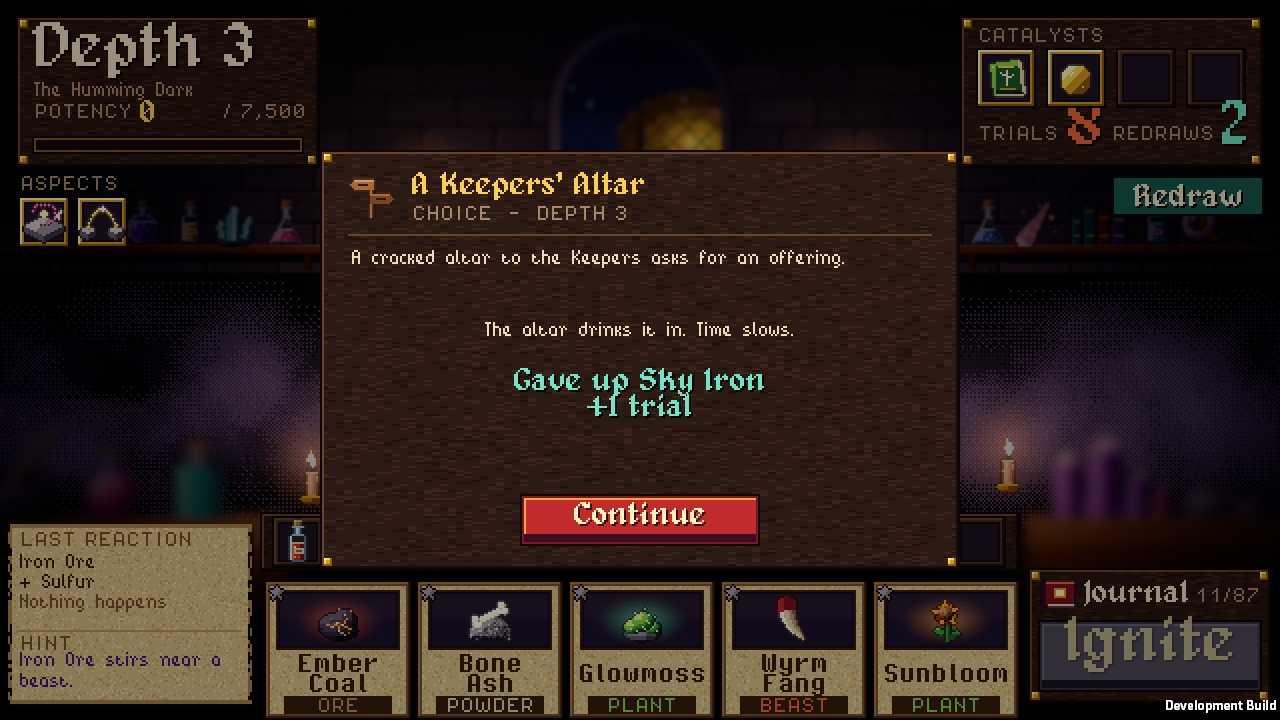 Depth 3
The Humming Dark
POTENCY 0 / 7,500
ASPECTS
CATALYSTS
TRIALS 8 REDRAWS 2
Redraw
A Keepers' Altar
CHOICE - DEPTH 3
A cracked altar to the Keepers asks for an offering.
The altar drinks it in. Time slows.
Gave up Sky Iron
+1 trial
Continue
LAST REACTION
Iron Ore
+ Sulfur
Nothing happens
HINT
Iron Ore stirs near a
beast.
Ember
Coal
ORE
Bone
Ash
POWDER
Glowmoss
PLANT
Wyrm
Fang
BEAST
Sunbloom
PLANT
Journal 11/87
Ignite
Development Build